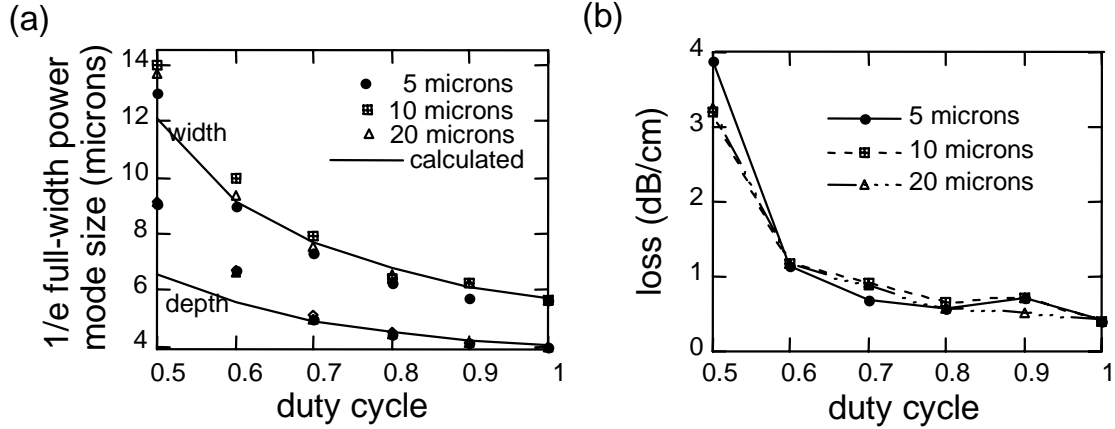 (a)
1/e full-width power
mode size (microns)
14
12
10
8
6
4
width
depth
5 microns
10 microns
20 microns
calculated
0.5 0.6 0.7 0.8 0.9 1
duty cycle
(b)
loss (dB/cm)
4
3
2
1
0
5 microns
10 microns
20 microns
0.5 0.6 0.7 0.8 0.9 1
duty cycle